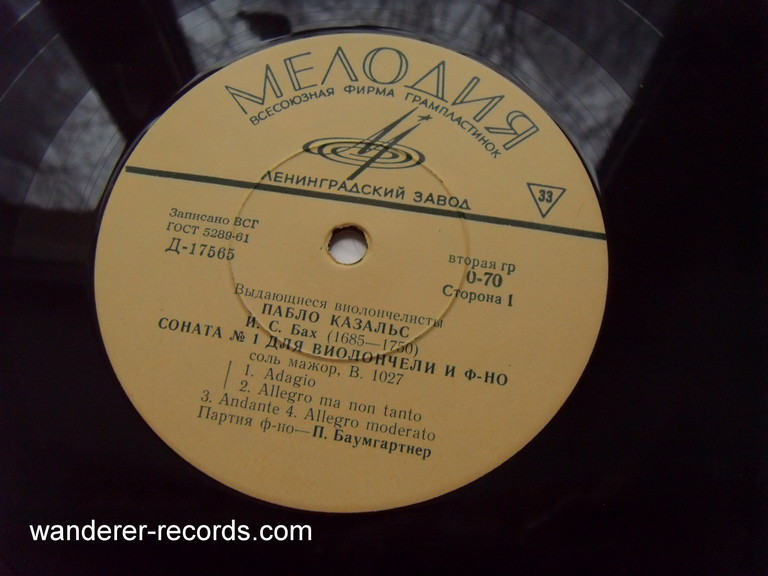 МЕЛОДИЯ
ВСЕСОЮЗНАЯ ФИРМА ГРАМПЛАСТИНОК
ЛЕНИНГРАДСКИЙ ЗАВОД
33
Записано ВСГ
ГОСТ 5289-61
Д-17565
вторая гр
0-70
Сторона 1
Выдающиеся виолончелисты
ПАБЛО КАЗАЛЬС
И. С. Бах (1685—1750)
СОНАТА № 1 ДЛЯ ВИОЛОНЧЕЛИ И Ф-НО
соль мажор, В. 1027
1. Adagio
2. Allegro ma non tanto
3. Andante 4. Allegro moderato
Партия ф-но—П. Баумгартнер
wanderer-records.com